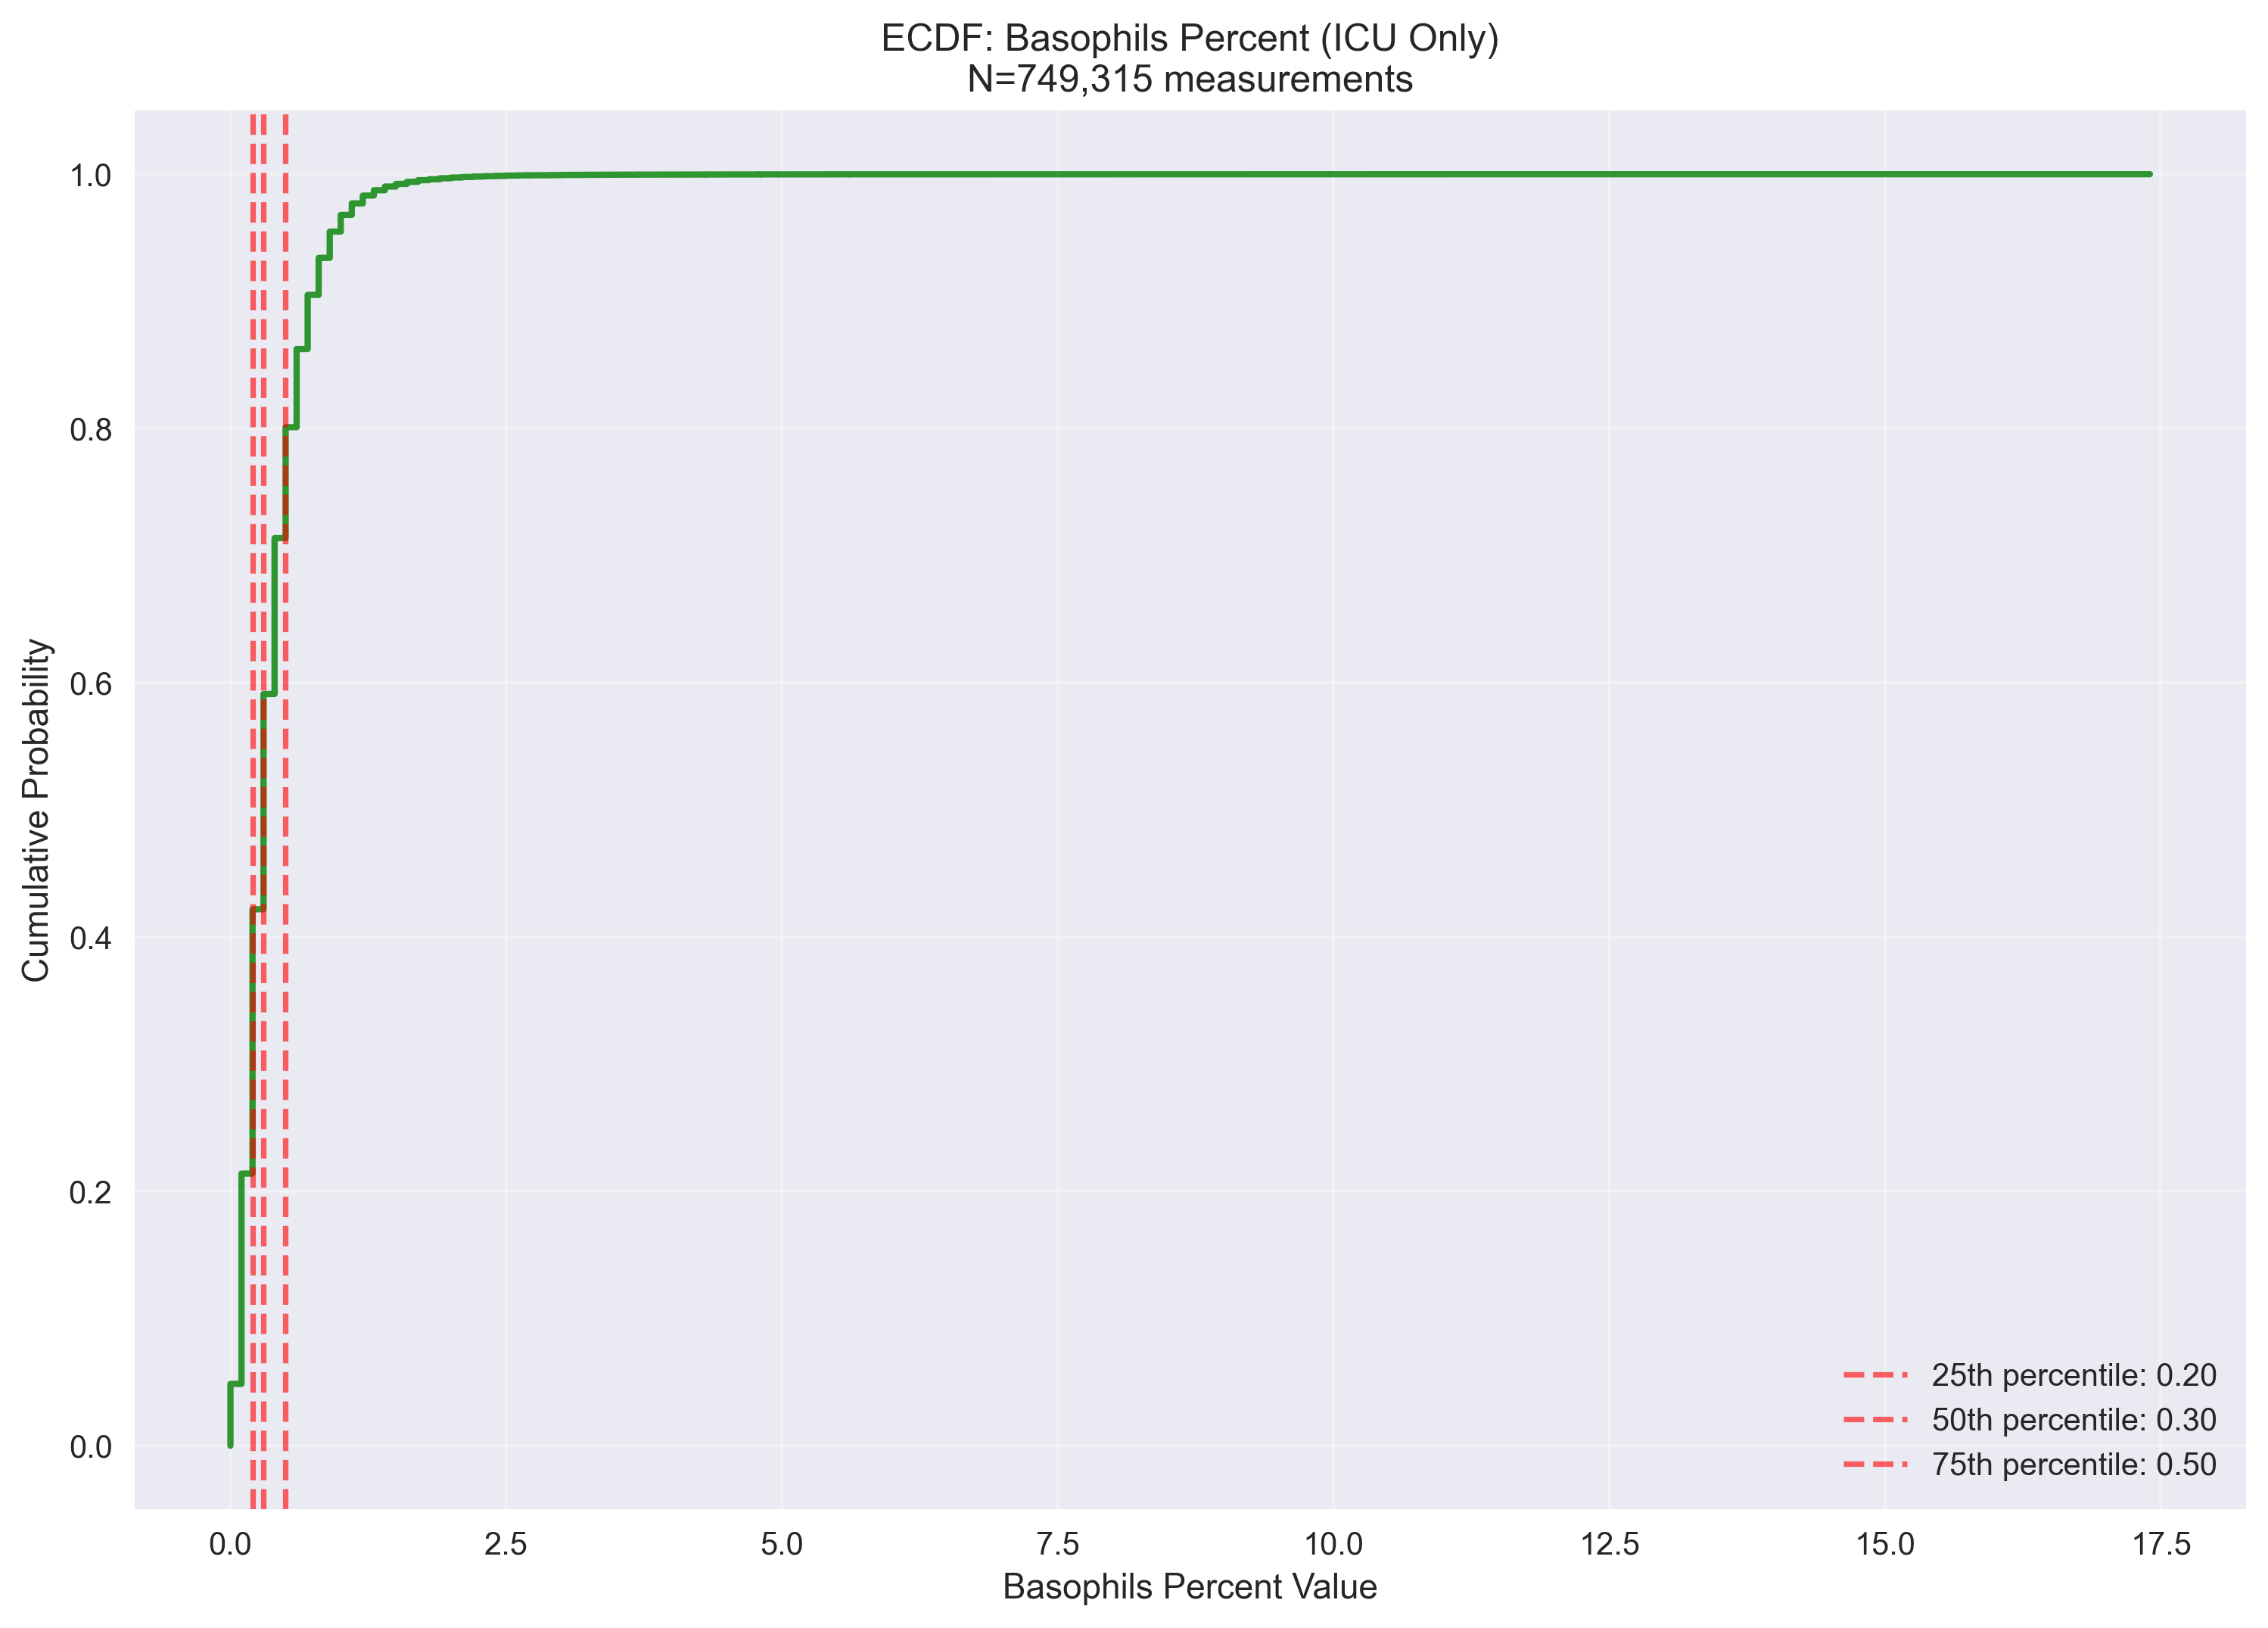 ECDF: Basophils Percent (ICU Only)
N=749,315 measurements
Cumulative Probability
1.0
0.8
0.6
0.4
0.2
0.0
0.0 2.5 5.0 7.5 10.0 12.5 15.0 17.5
Basophils Percent Value
25th percentile: 0.20
50th percentile: 0.30
75th percentile: 0.50